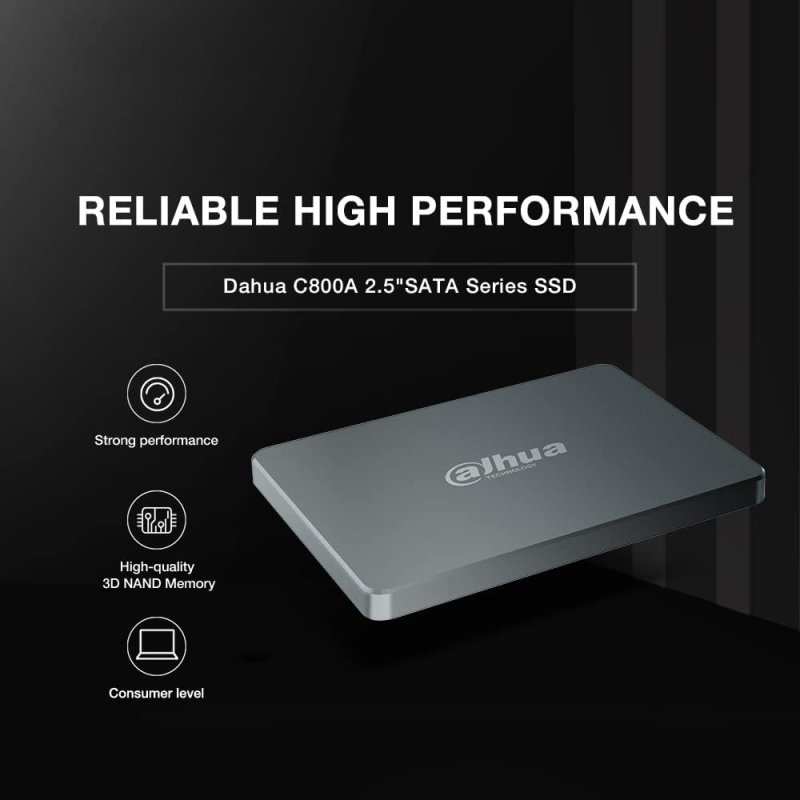 RELIABLE HIGH PERFORMANCE
Dahua C800A 2.5"SATA Series SSD
Strong performance
High-quality
3D NAND Memory
Consumer level
alhua
TECHNOLOGY